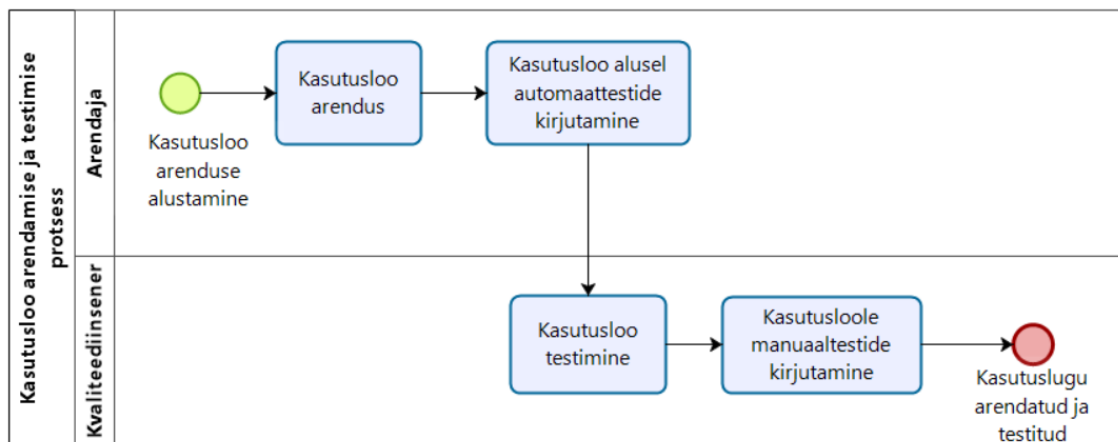 Kasutusloo arendamise ja testimise
protsess
Arendaja
Kasutusloo
arenduse
alustamine
Kasutusloo
arendus
Kasutusloo alusel
automaattestide
kirjutamine
Kvaliteediinsener
Kasutusloo
testimine
Kasutusloole
manuaaltestide
kirjutamine
Kasutuslugu
arendatud ja
testitud